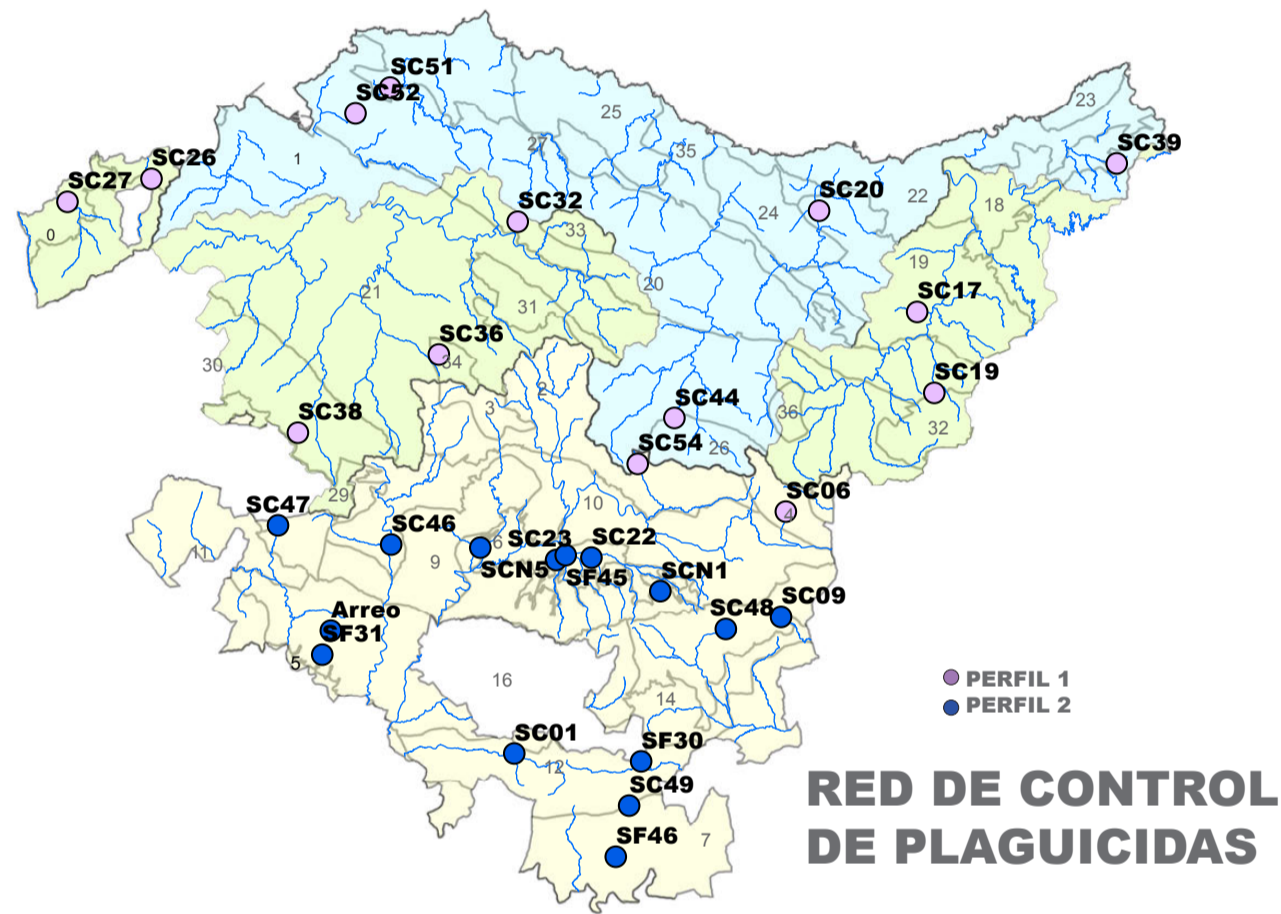 SC51
SC52
23
25
27
35
SC39
1
SC26
SC27
SC20
22
18
24
SC32
0
33
19
20
21
31
SC17
SC36
34
30
SC19
2
3
SC44
36
32
SC38
26
SC54
29
10
SC06
4
SC47
SC46
SC23
SC22
11
9
6
SCN5
SF45
SCN1
SC09
SC48
Arreo
SF31
5
16
PERFIL 1
14
PERFIL 2
SC01
SF30
12
RED DE CONTROL
SC49
7
SF46
DE PLAGUICIDAS